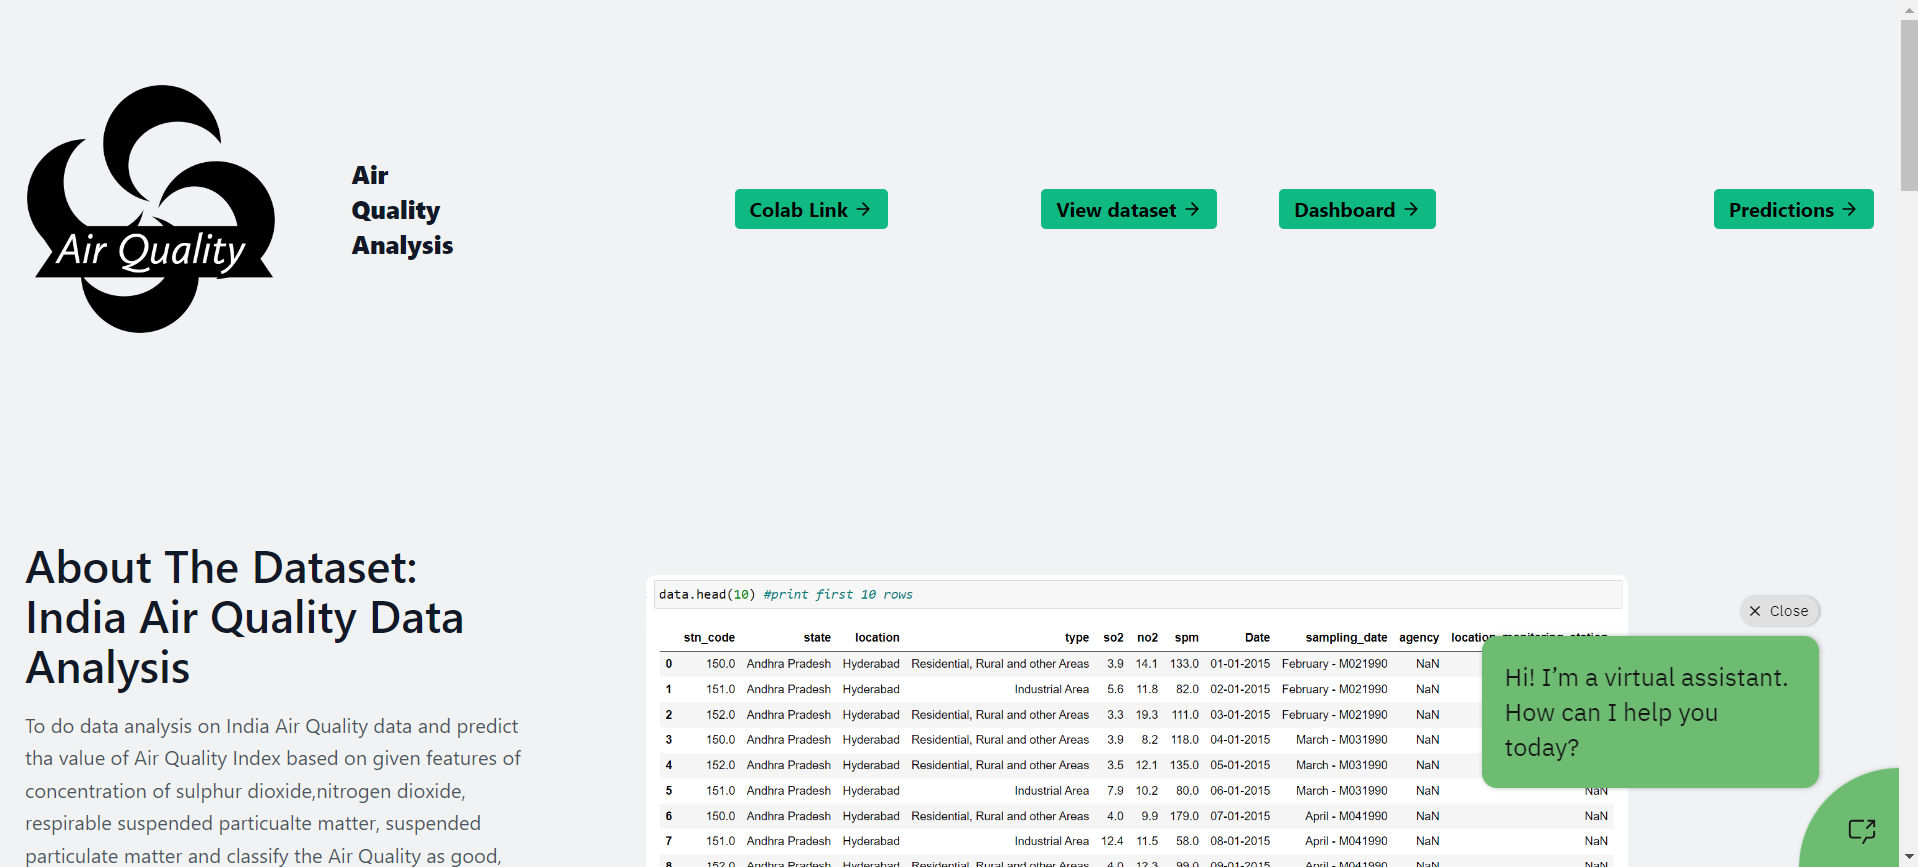 Air Quality
Air
Quality
Analysis
Colab Link →
View dataset →
Dashboard →
Predictions →
About The Dataset:
India Air Quality Data
Analysis
To do data analysis on India Air Quality data and predict
tha value of Air Quality Index based on given features of
concentration of sulphur dioxide,nitrogen dioxide,
respirable suspended particualte matter, suspended
particulate matter and classify the Air Quality as good,
data.head(10) #print first 10 rows
stn_code state location type so2 no2 spm Date sampling_date agency location_monitoring_station
0 150.0 Andhra Pradesh Hyderabad Residential, Rural and other Areas 3.9 14.1 133.0 01-01-2015 February - M021990 NaN
1 151.0 Andhra Pradesh Hyderabad Industrial Area 5.6 11.8 82.0 02-01-2015 February - M021990 NaN
2 152.0 Andhra Pradesh Hyderabad Residential, Rural and other Areas 3.3 19.3 111.0 03-01-2015 February - M021990 NaN
3 150.0 Andhra Pradesh Hyderabad Residential, Rural and other Areas 3.9 8.2 118.0 04-01-2015 March - M031990 NaN
4 152.0 Andhra Pradesh Hyderabad Residential, Rural and other Areas 3.5 12.1 135.0 05-01-2015 March - M031990 NaN
5 151.0 Andhra Pradesh Hyderabad Industrial Area 7.9 10.2 80.0 06-01-2015 March - M031990 NaN NaN
6 150.0 Andhra Pradesh Hyderabad Residential, Rural and other Areas 4.0 9.9 179.0 07-01-2015 April - M041990 NaN NaN
7 151.0 Andhra Pradesh Hyderabad Industrial Area 12.4 11.5 58.0 08-01-2015 April - M041990 NaN NaN
8 152.0 Andhra Pradesh Hyderabad Residential, Rural and other Areas 4.0 12.3 99.0 09-01-2015 April - M041990 NaN NaN
× Close
Hi! I’m a virtual assistant.
How can I help you
today?